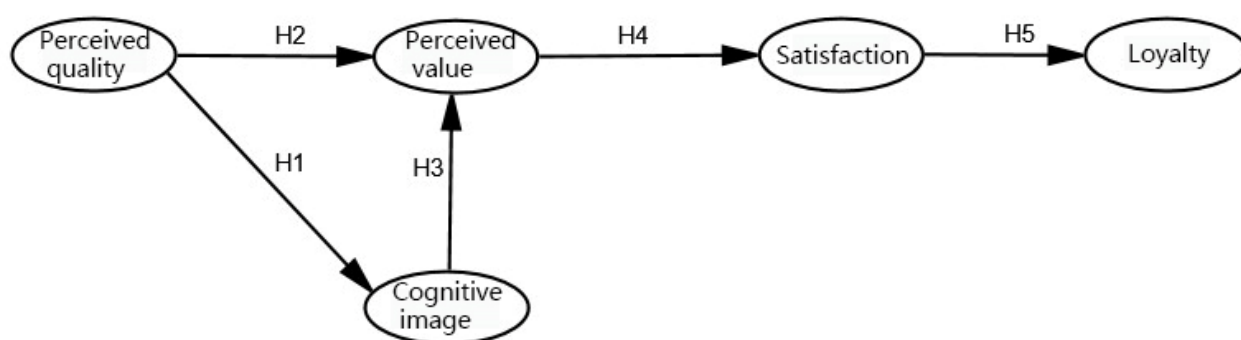 Perceived
quality
H2
Perceived
value
H4
Satisfaction
H5
Loyalty
H1
H3
Cognitive
image